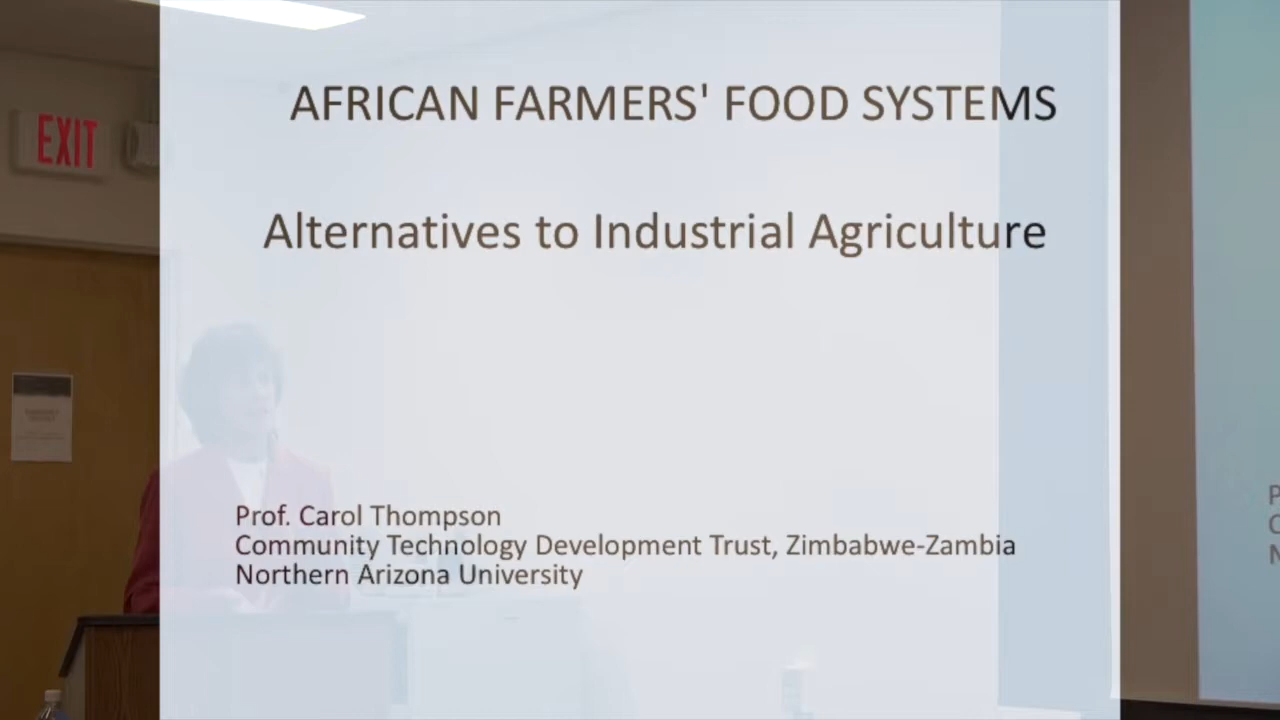 AFRICAN FARMERS' FOOD SYSTEMS
Alternatives to Industrial Agriculture
EXIT
Prof. Carol Thompson
Community Technology Development Trust, Zimbabwe-Zambia
Northern Arizona University